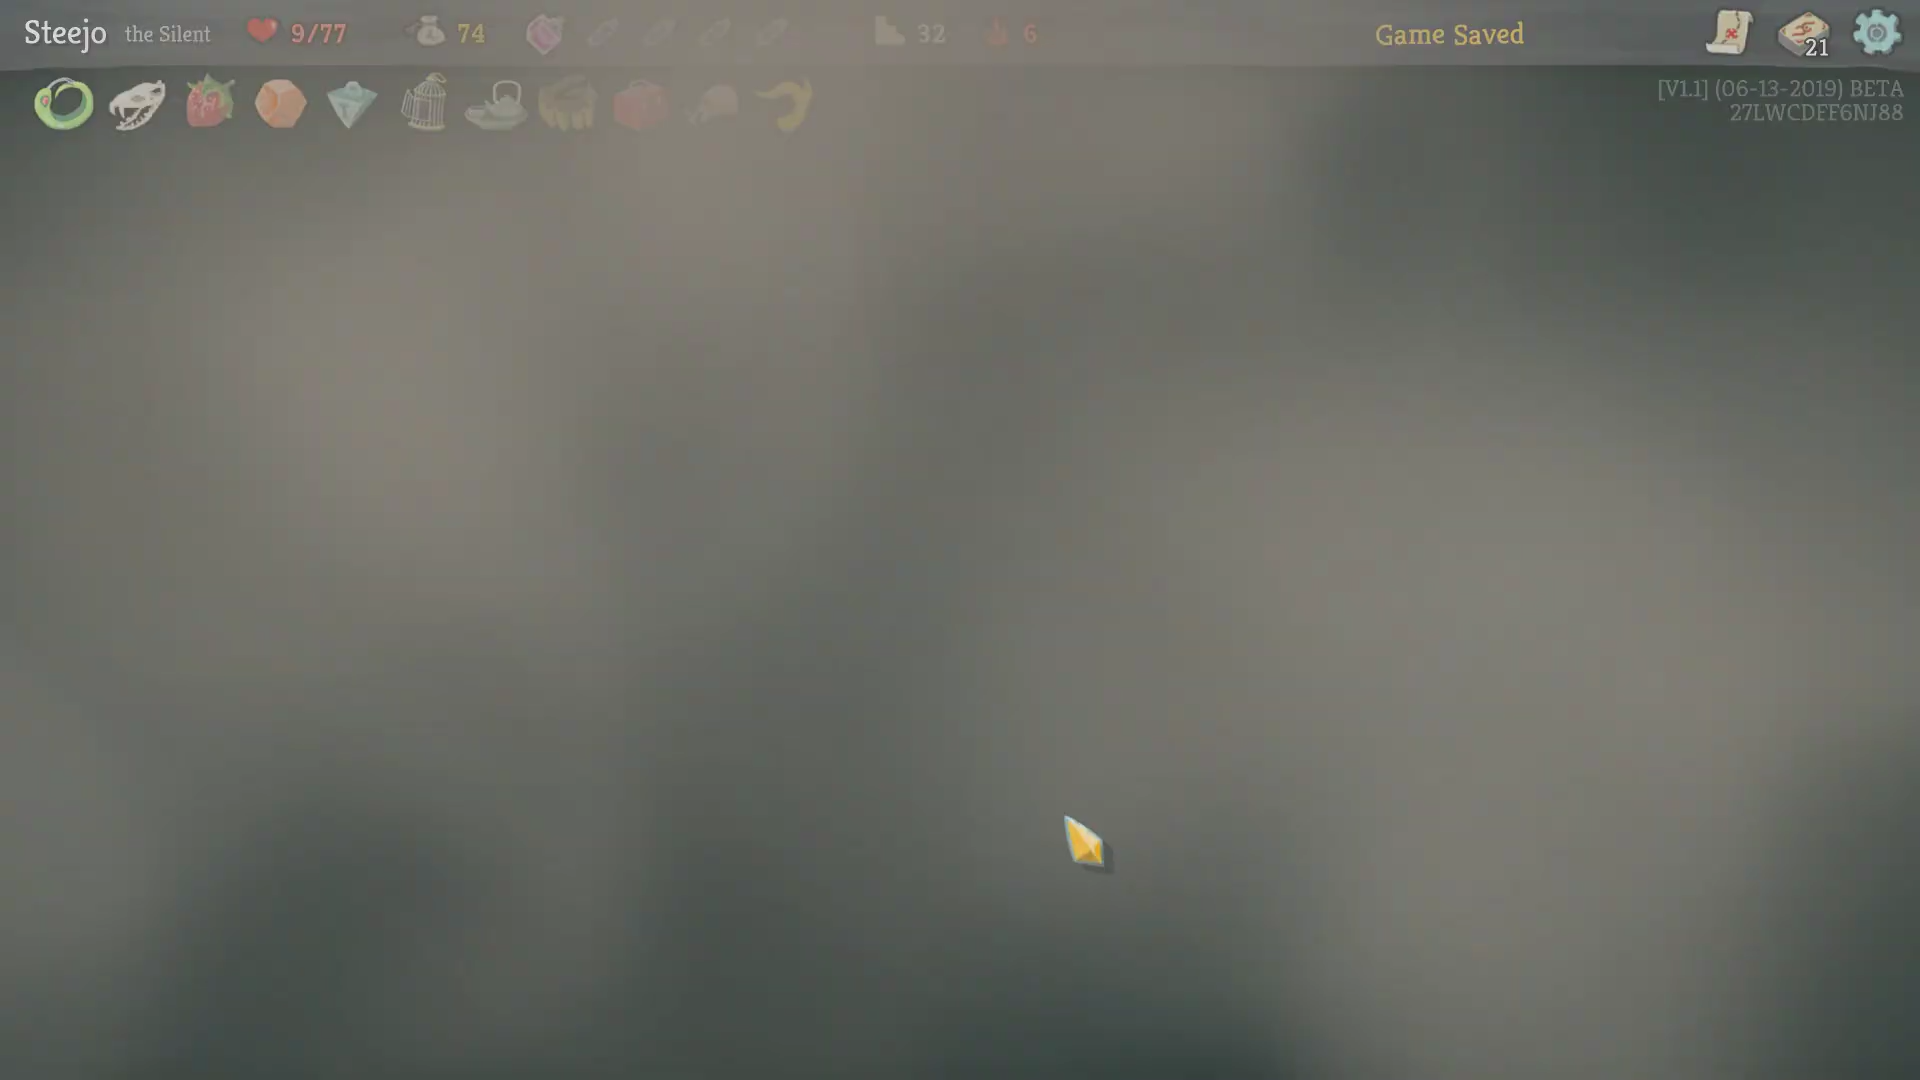 Steejo the Silent 9/77 74 32 6 Game Saved 21
[V1.1] (06-13-2019) BETA
27LWCDFF6NJ88